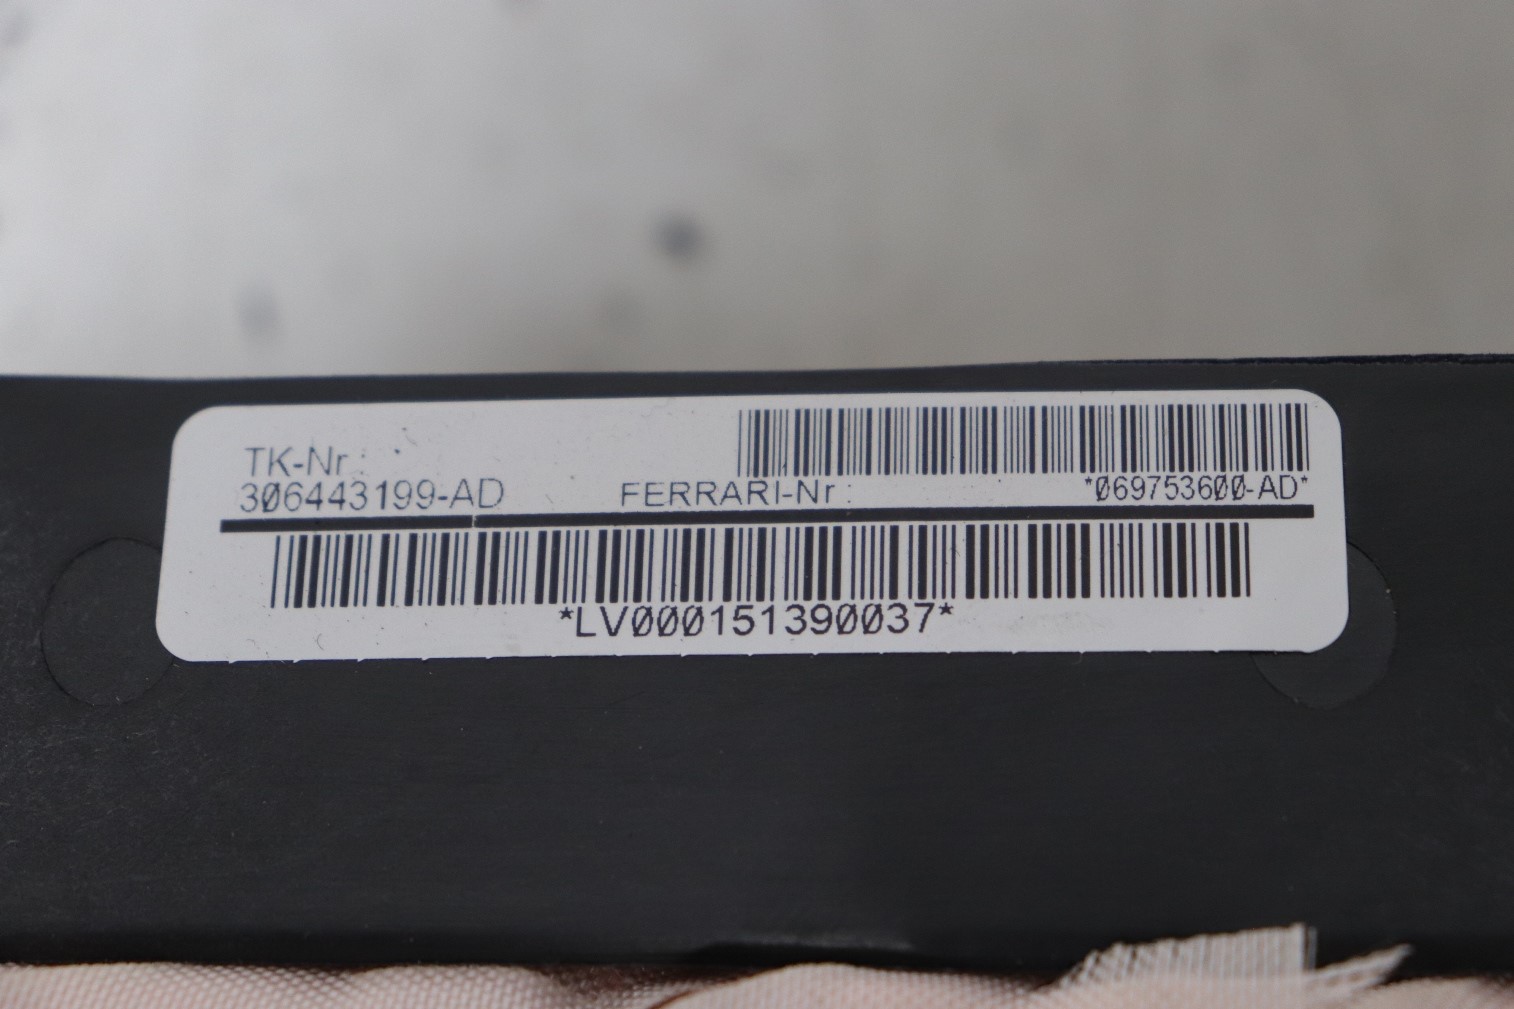 TK-Nr.:
306443199-AD
FERRARI-Nr.:
*069753600-AD*
*LV000151390037*